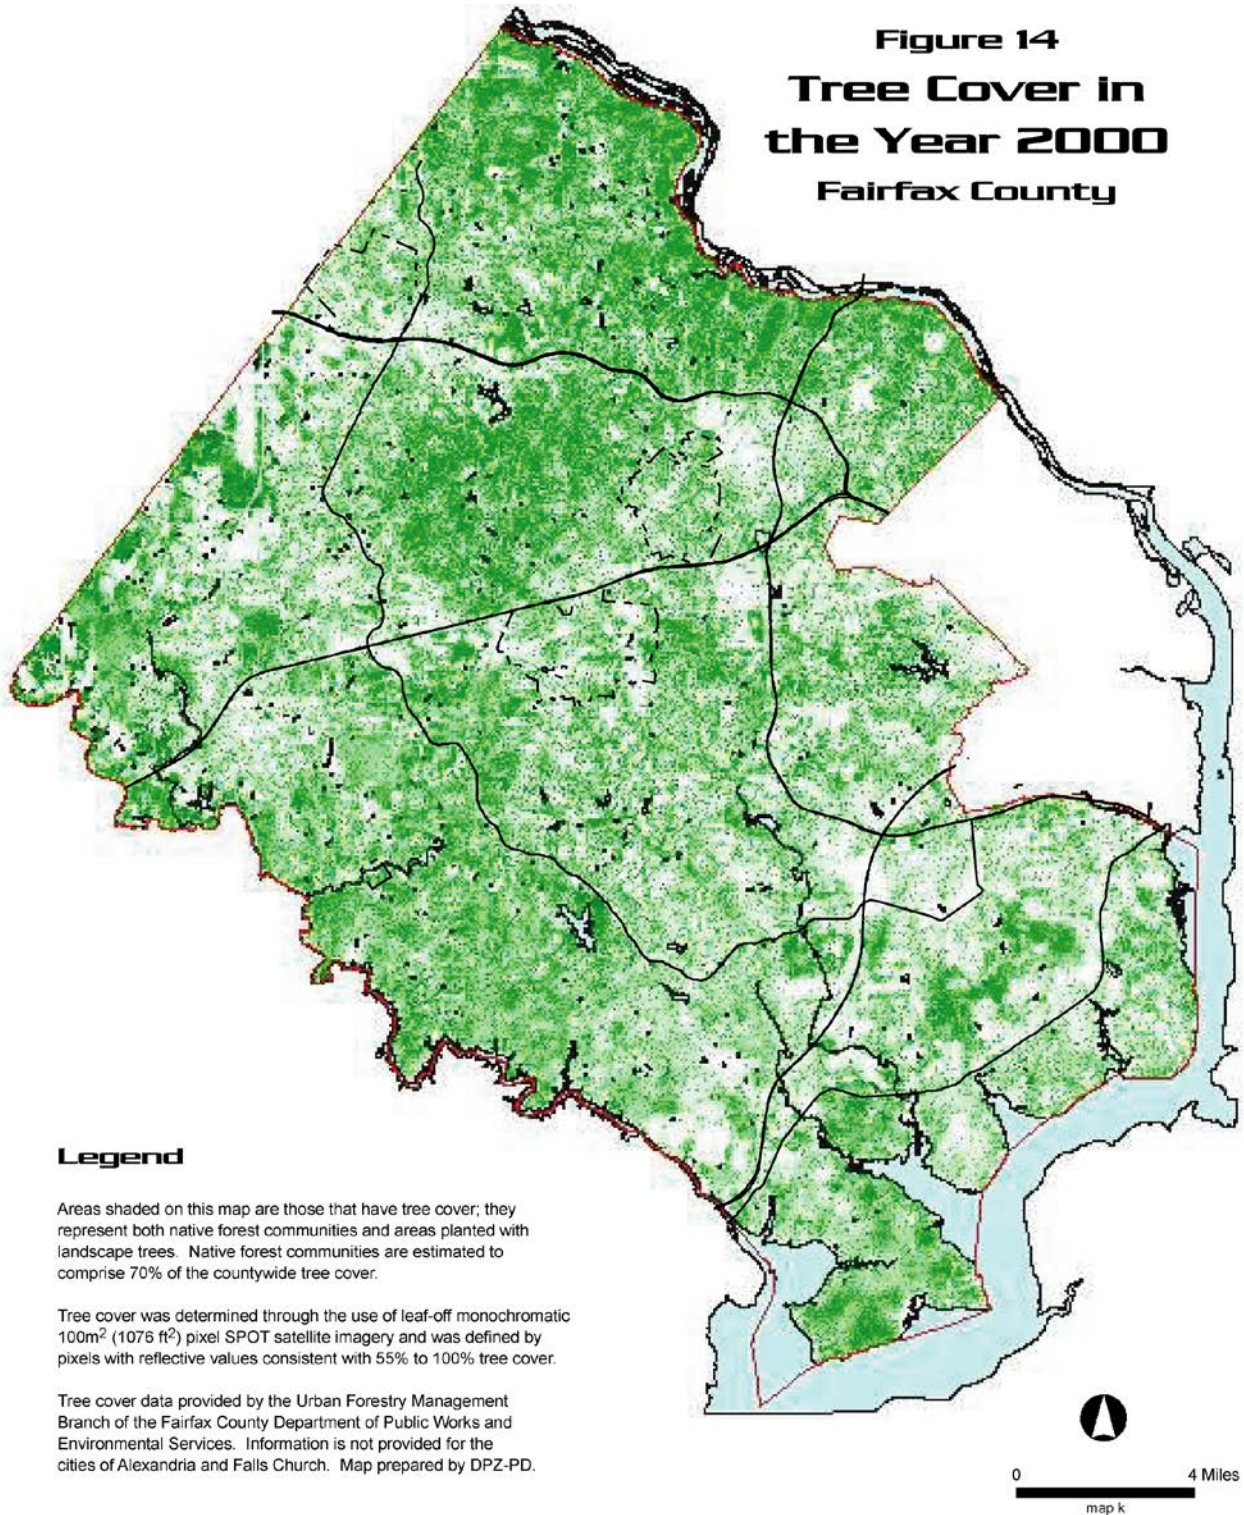 Figure 14
Tree Cover in
the Year 2000
Fairfax County
Legend
Areas shaded on this map are those that have tree cover; they
represent both native forest communities and areas planted with
landscape trees. Native forest communities are estimated to
comprise 70% of the countywide tree cover.
Tree cover was determined through the use of leaf-off monochromatic
100m² (1076 ft²) pixel SPOT satellite imagery and was defined by
pixels with reflective values consistent with 55% to 100% tree cover.
Tree cover data provided by the Urban Forestry Management
Branch of the Fairfax County Department of Public Works and
Environmental Services. Information is not provided for the
cities of Alexandria and Falls Church. Map prepared by DPZ-PD.
0 4 Miles
map k